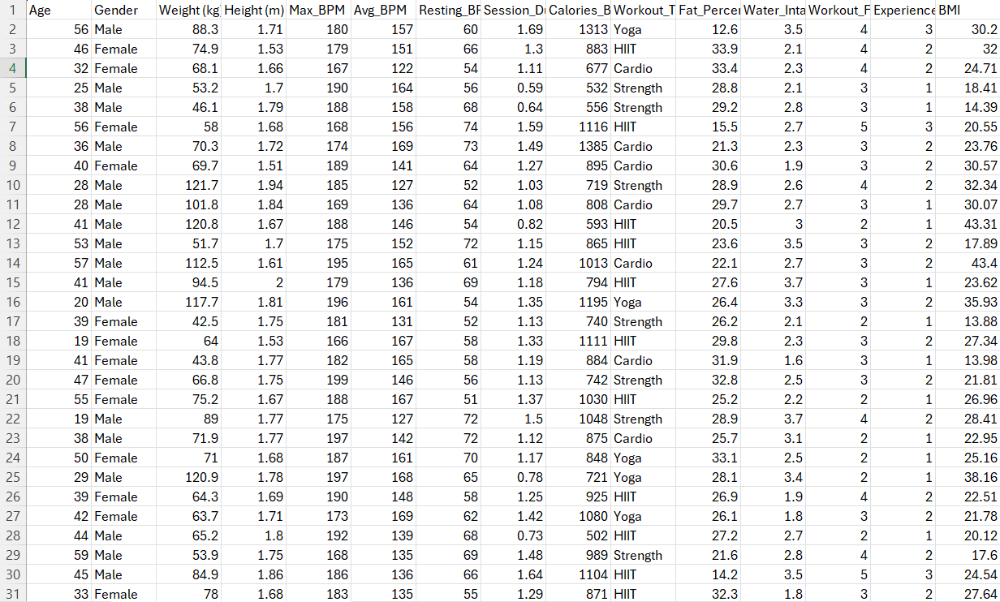 1 Age Gender Weight (kg Height (m) Max_BPM Avg_BPM Resting_BP Session_Du Calories_B Workout_T Fat_Percen Water_Inta Workout_F Experience BMI
2 56 Male 88.3 1.71 180 157 60 1.69 1313 Yoga 12.6 3.5 4 3 30.2
3 46 Female 74.9 1.53 179 151 66 1.3 883 HIIT 33.9 2.1 4 2 32
4 32 Female 68.1 1.66 167 122 54 1.11 677 Cardio 33.4 2.3 4 2 24.71
5 25 Male 53.2 1.7 190 164 56 0.59 532 Strength 28.8 2.1 3 1 18.41
6 38 Male 46.1 1.79 188 158 68 0.64 556 Strength 29.2 2.8 3 1 14.39
7 56 Female 58 1.68 168 156 74 1.59 1116 HIIT 15.5 2.7 5 3 20.55
8 36 Male 70.3 1.72 174 169 73 1.49 1385 Cardio 21.3 2.3 3 2 23.76
9 40 Female 69.7 1.51 189 141 64 1.27 895 Cardio 30.6 1.9 3 2 30.57
10 28 Male 121.7 1.94 185 127 52 1.03 719 Strength 28.9 2.6 4 2 32.34
11 28 Male 101.8 1.84 169 136 64 1.08 808 Cardio 29.7 2.7 3 1 30.07
12 41 Male 120.8 1.67 188 146 54 0.82 593 HIIT 20.5 3 2 1 43.31
13 53 Male 51.7 1.7 175 152 72 1.15 865 HIIT 23.6 3.5 3 2 17.89
14 57 Male 112.5 1.61 195 165 61 1.24 1013 Cardio 22.1 2.7 3 2 43.4
15 41 Male 94.5 2 179 136 69 1.18 794 HIIT 27.6 3.7 3 1 23.62
16 20 Male 117.7 1.81 196 161 54 1.35 1195 Yoga 26.4 3.3 3 2 35.93
17 39 Female 42.5 1.75 181 131 52 1.13 740 Strength 26.2 2.1 2 1 13.88
18 19 Female 64 1.53 166 167 58 1.33 1111 HIIT 29.8 2.3 3 2 27.34
19 41 Female 43.8 1.77 182 165 58 1.19 884 Cardio 31.9 1.6 3 1 13.98
20 47 Female 66.8 1.75 199 146 56 1.13 742 Strength 32.8 2.5 3 2 21.81
21 55 Female 75.2 1.67 188 167 51 1.37 1030 HIIT 25.2 2.2 2 1 26.96
22 19 Male 89 1.77 175 127 72 1.5 1048 Strength 28.9 3.7 4 2 28.41
23 38 Male 71.9 1.77 197 142 72 1.12 875 Cardio 25.7 3.1 2 1 22.95
24 50 Female 71 1.68 187 161 70 1.17 848 Yoga 33.1 2.5 2 1 25.16
25 29 Male 120.9 1.78 197 168 65 0.78 721 Yoga 28.1 3.4 2 1 38.16
26 39 Female 64.3 1.69 190 148 58 1.25 925 HIIT 26.9 1.9 4 2 22.51
27 42 Female 63.7 1.71 173 169 62 1.42 1080 Yoga 26.1 1.8 3 2 21.78
28 44 Male 65.2 1.8 192 139 68 0.73 502 HIIT 27.2 2.7 2 1 20.12
29 59 Male 53.9 1.75 168 135 69 1.48 989 Strength 21.6 2.8 4 2 17.6
30 45 Male 84.9 1.86 186 136 66 1.64 1104 HIIT 14.2 3.5 5 3 24.54
31 33 Female 78 1.68 183 135 55 1.29 871 HIIT 32.3 1.8 3 2 27.64